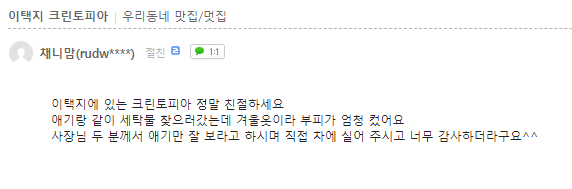 이택지 크린토피아 | 우리동네 맛집/멋집
채니맘(rudw****) 절친 2 1:1
이택지에 있는 크린토피아 정말 친절하세요
애기랑 같이 세탁물 찾으러갔는데 겨울옷이라 부피가 엄청 컸어요
사장님 두 분께서 애기만 잘 보라고 하시며 직접 차에 실어 주시고 너무 감사하더라구요^^